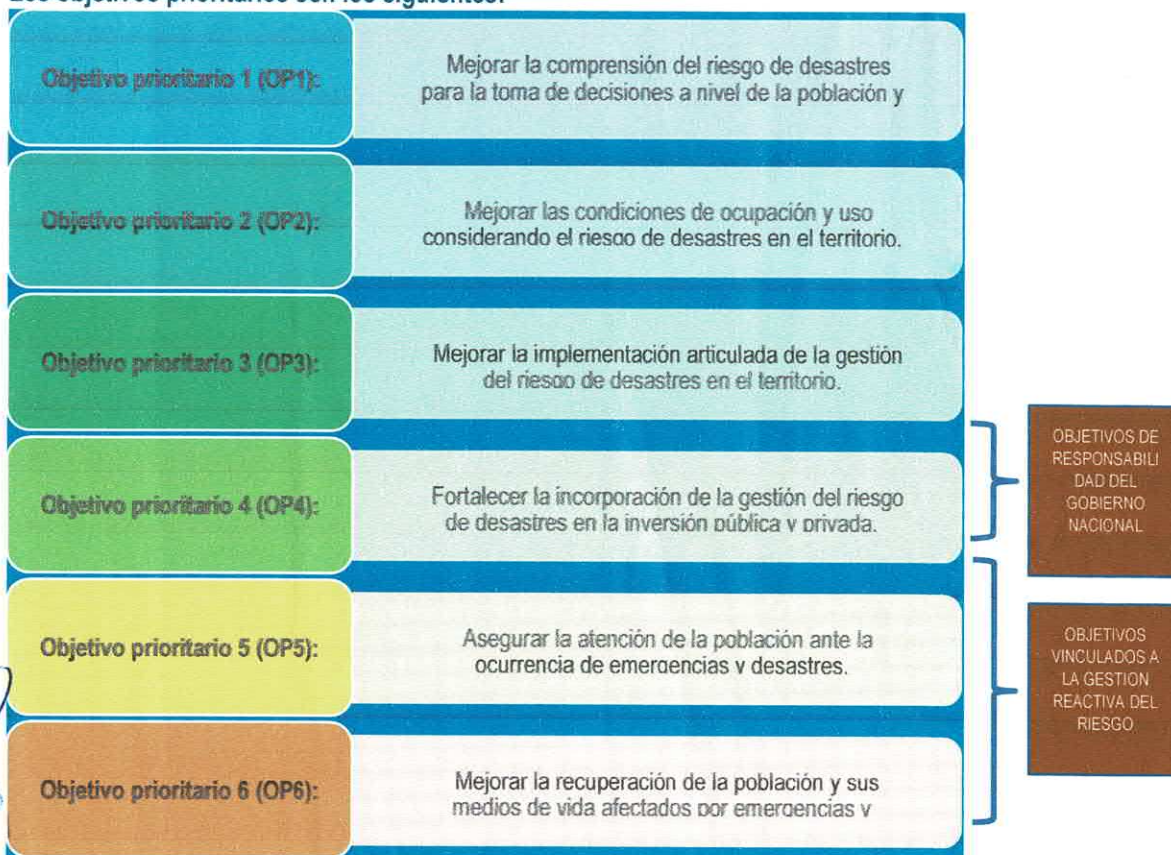 Los objetivos prioritarios son los siguientes:
Objetivo prioritario 1 (OP1):
Mejorar la comprensión del riesgo de desastres
para la toma de decisiones a nivel de la población y
Objetivo prioritario 2 (OP2):
Mejorar las condiciones de ocupación y uso
considerando el riesgo de desastres en el territorio.
Objetivo prioritario 3 (OP3):
Mejorar la implementación articulada de la gestión
del riesgo de desastres en el territorio.
Objetivo prioritario 4 (OP4):
Fortalecer la incorporación de la gestión del riesgo
de desastres en la inversión pública y privada.
OBJETIVOS DE
RESPONSABILI
DAD DEL
GOBIERNO
NACIONAL
Objetivo prioritario 5 (OP5):
Asegurar la atención de la población ante la
ocurrencia de emergencias y desastres.
Objetivo prioritario 6 (OP6):
Mejorar la recuperación de la población y sus
medios de vida afectados por emergencias y
OBJETIVOS
VINCULADOS A
LA GESTION
REACTIVA DEL
RIESGO